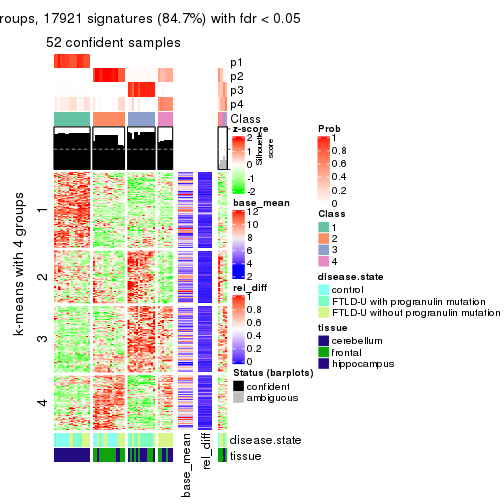 roups, 17921 signatures (84.7%) with fdr < 0.05
52 confident samples
p1
p2
p3
p4
Class
z-score
2
1
0
-1
-2
Silhouette
score
base_mean
12
10
8
6
4
2
rel_diff
1
0.8
0.6
0.4
0.2
0
Status (barplots)
confident
ambiguous
Prob
1
0.8
0.6
0.4
0.2
0
Class
1
2
3
4
disease.state
control
FTLD-U with progranulin mutation
FTLD-U without progranulin mutation
tissue
cerebellum
frontal
hippocampus
k-means with 4 groups
1
2
3
4
disease.state
tissue
base_mean
rel_diff